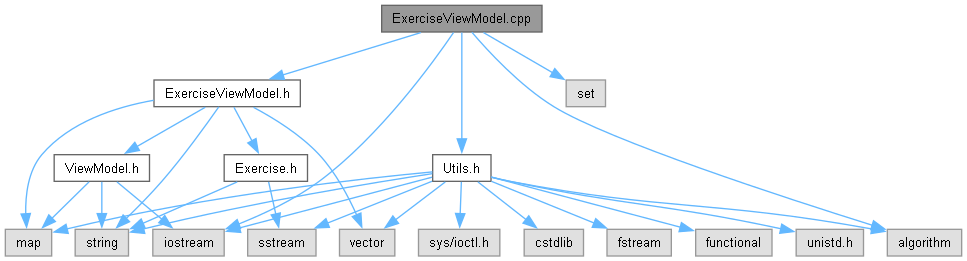 ExerciseViewModel.cpp
ExerciseViewModel.h
set
ViewModel.h
Exercise.h
Utils.h
map
string
iostream
sstream
vector
sys/ioctl.h
cstdlib
fstream
functional
unistd.h
algorithm